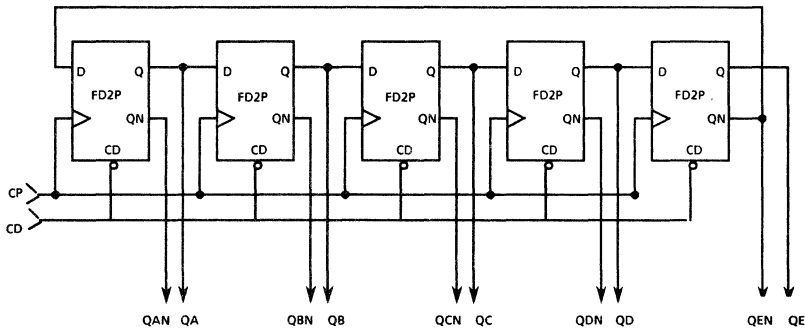 D Q D Q D Q D Q D Q
FD2P FD2P FD2P FD2P FD2P
QN QN QN QN QN
CD CD CD CD CD
CP
CD
QAN QA QBN QB QCN QC QDN QD QEN QE